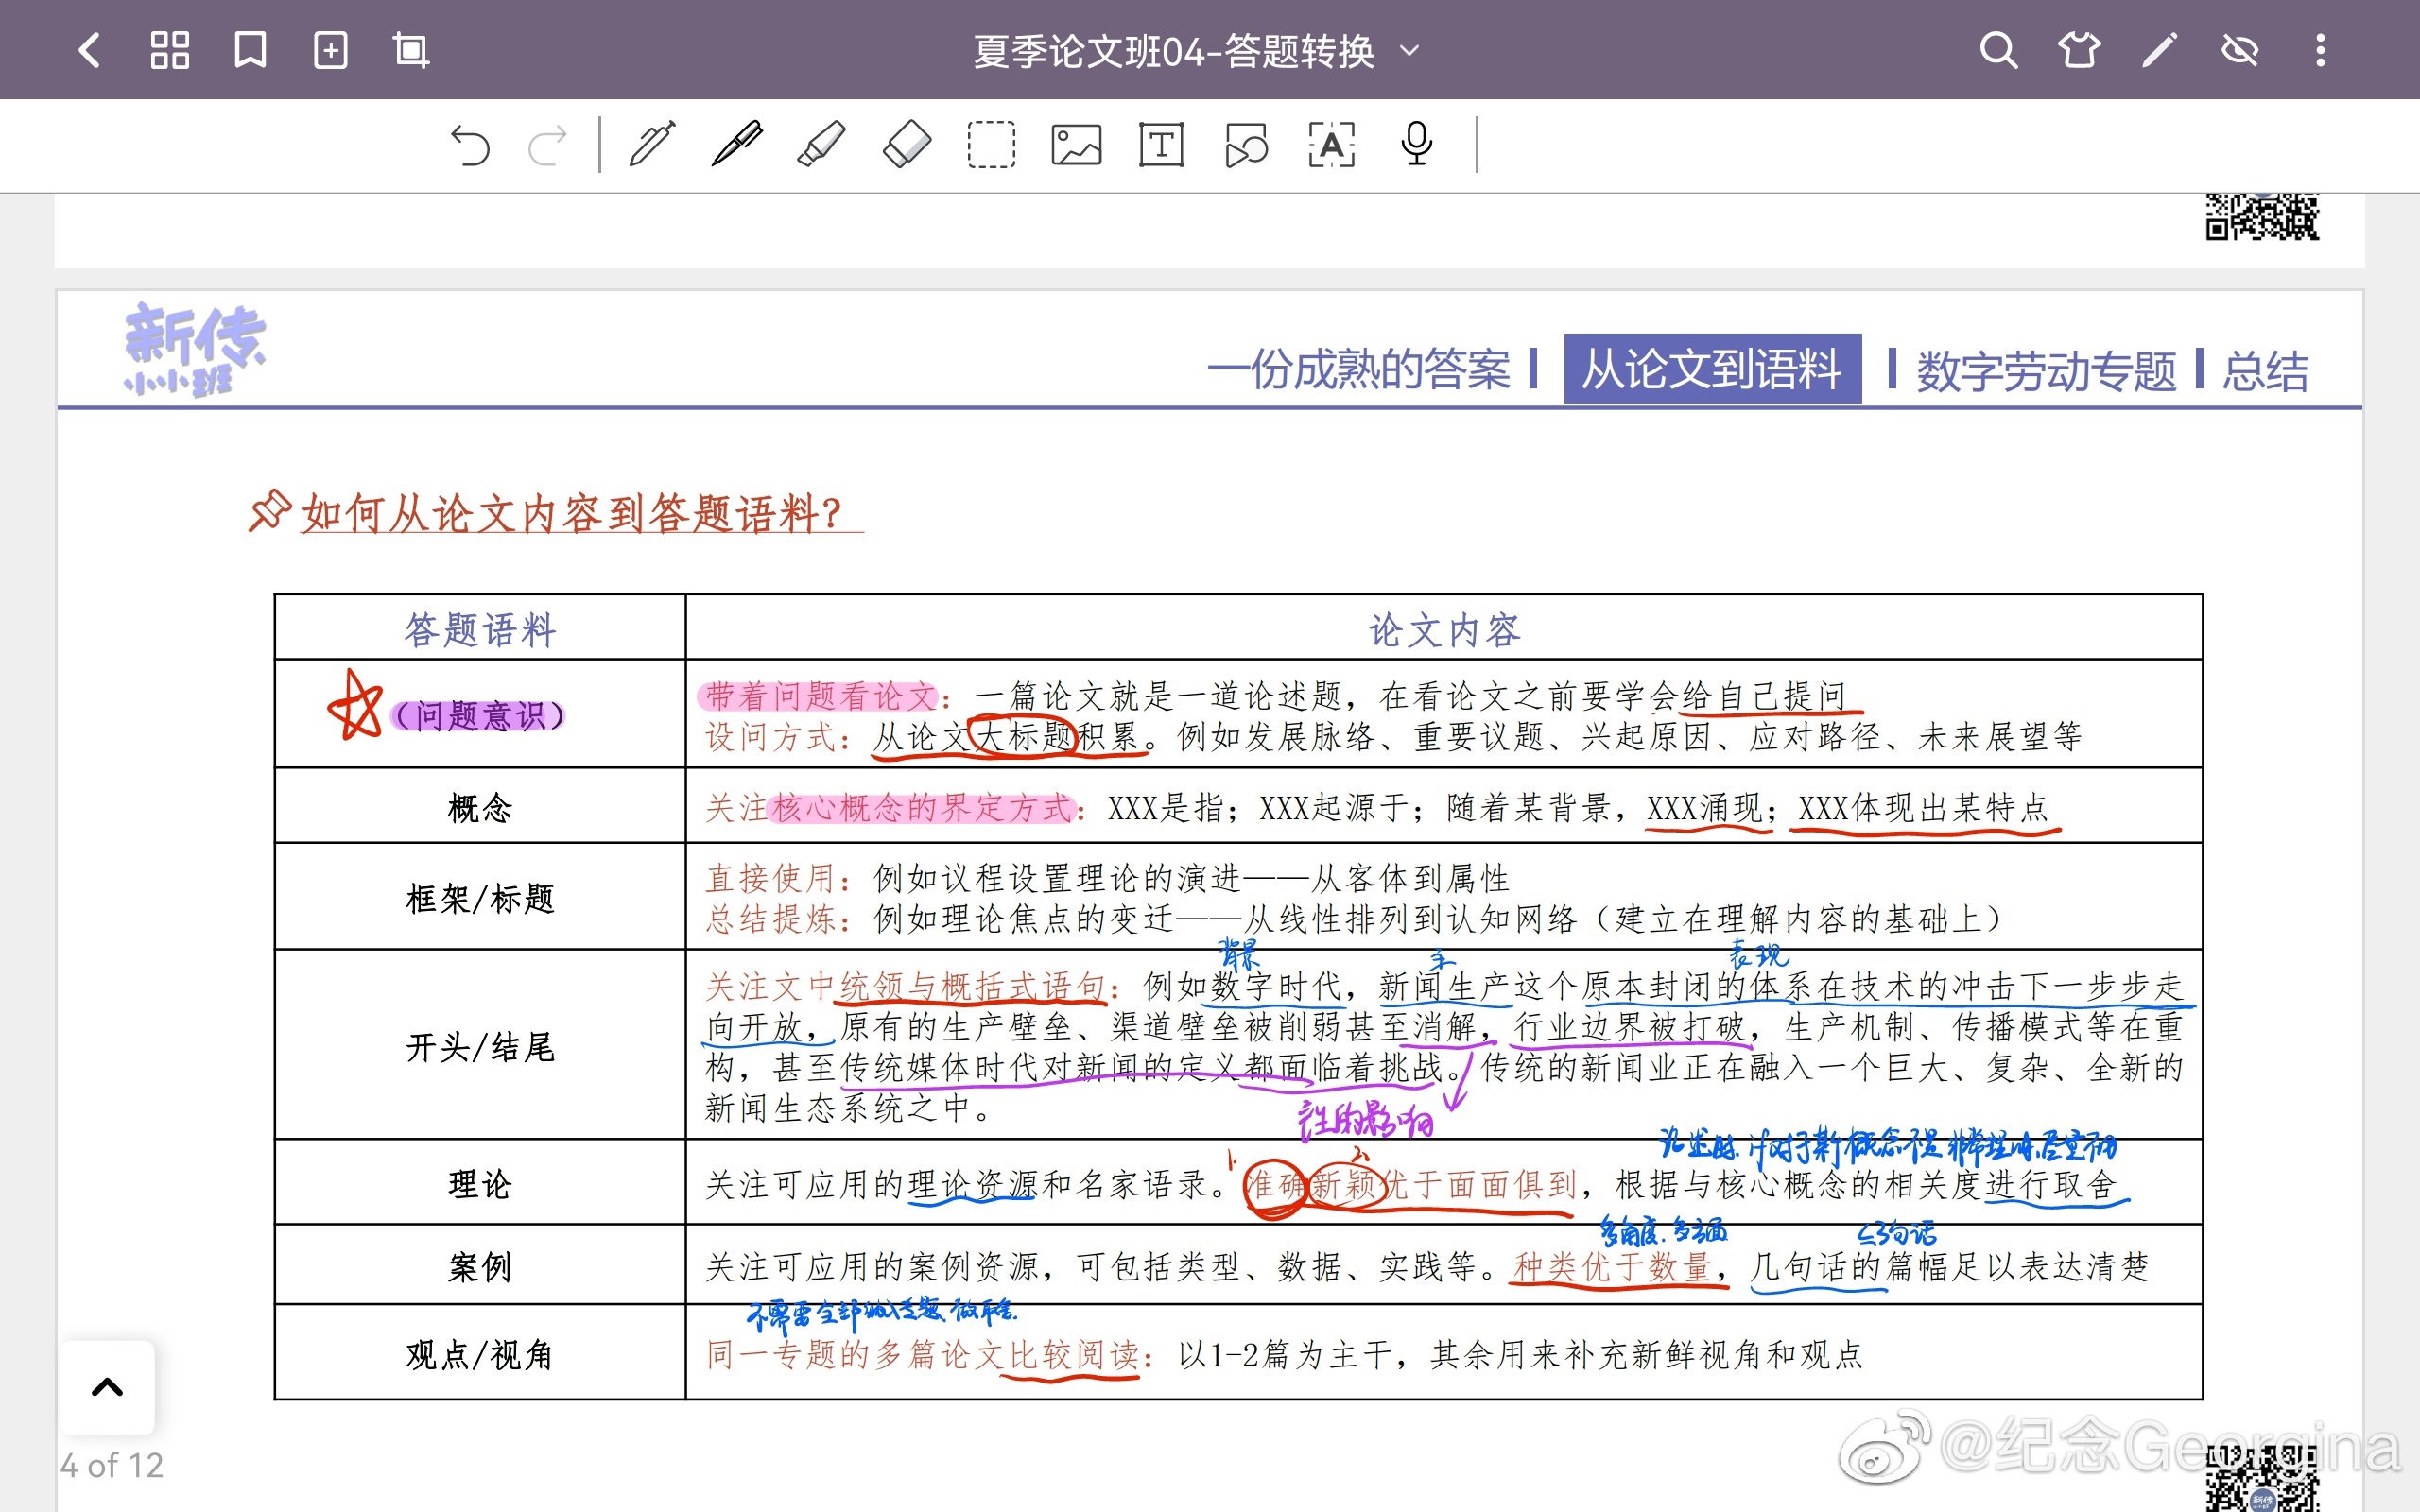 夏季论文班04-答题转换
新传
小小班
一份成熟的答案 | 从论文到语料 | 数字劳动专题 | 总结
如何从论文内容到答题语料？
答题语料 论文内容
（问题意识）
带着问题看论文：一篇论文就是一道论述题，在看论文之前要学会给自己提问
设问方式：从论文大标题积累。例如发展脉络、重要议题、兴起原因、应对路径、未来展望等
概念
关注核心概念的界定方式：XXX是指；XXX起源于；随着某背景，XXX涌现；XXX体现出某特点
框架/标题
直接使用：例如议程设置理论的演进——从客体到属性
总结提炼：例如理论焦点的变迁——从线性排列到认知网络（建立在理解内容的基础上）
背景 主 表现
开头/结尾
关注文中统领与概括式语句：例如数字时代，新闻生产这个原本封闭的体系在技术的冲击下一步步走
向开放，原有的生产壁垒、渠道壁垒被削弱甚至消解，行业边界被打破，生产机制、传播模式等在重
构，甚至传统媒体时代对新闻的定义都面临着挑战。传统的新闻业正在融入一个巨大、复杂、全新的
新闻生态系统之中。
性的影响
1. 2.
理论
关注可应用的理论资源和名家语录。准确新颖优于面面俱到，根据与核心概念的相关度进行取舍
多角度.多方面 ≤3句话
案例
关注可应用的案例资源，可包括类型、数据、实践等。种类优于数量，几句话的篇幅足以表达清楚
不需要全部 专题.做取舍.
观点/视角
同一专题的多篇论文比较阅读：以1-2篇为主干，其余用来补充新鲜视角和观点
4 of 12
@纪念Georgina